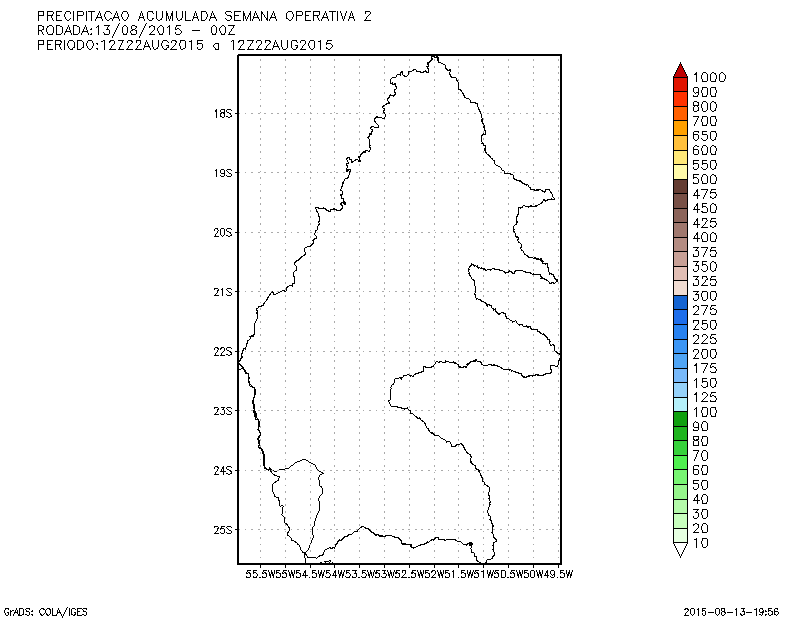 PRECIPITACAO ACUMULADA SEMANA OPERATIVA 2
RODADA:13/08/2015 - 00Z
PERIODO:12Z22AUG2015 a 12Z22AUG2015
18S
19S
20S
21S
22S
23S
24S
25S
55.5W55W54.5W54W53.5W53W52.5W52W51.5W51W50.5W50W49.5W
1000
900
800
700
650
600
550
500
475
450
425
400
375
350
325
300
275
250
225
200
175
150
125
100
90
80
70
60
50
40
30
20
10
GrADS: COLA/IGES
2015-08-13-19:56